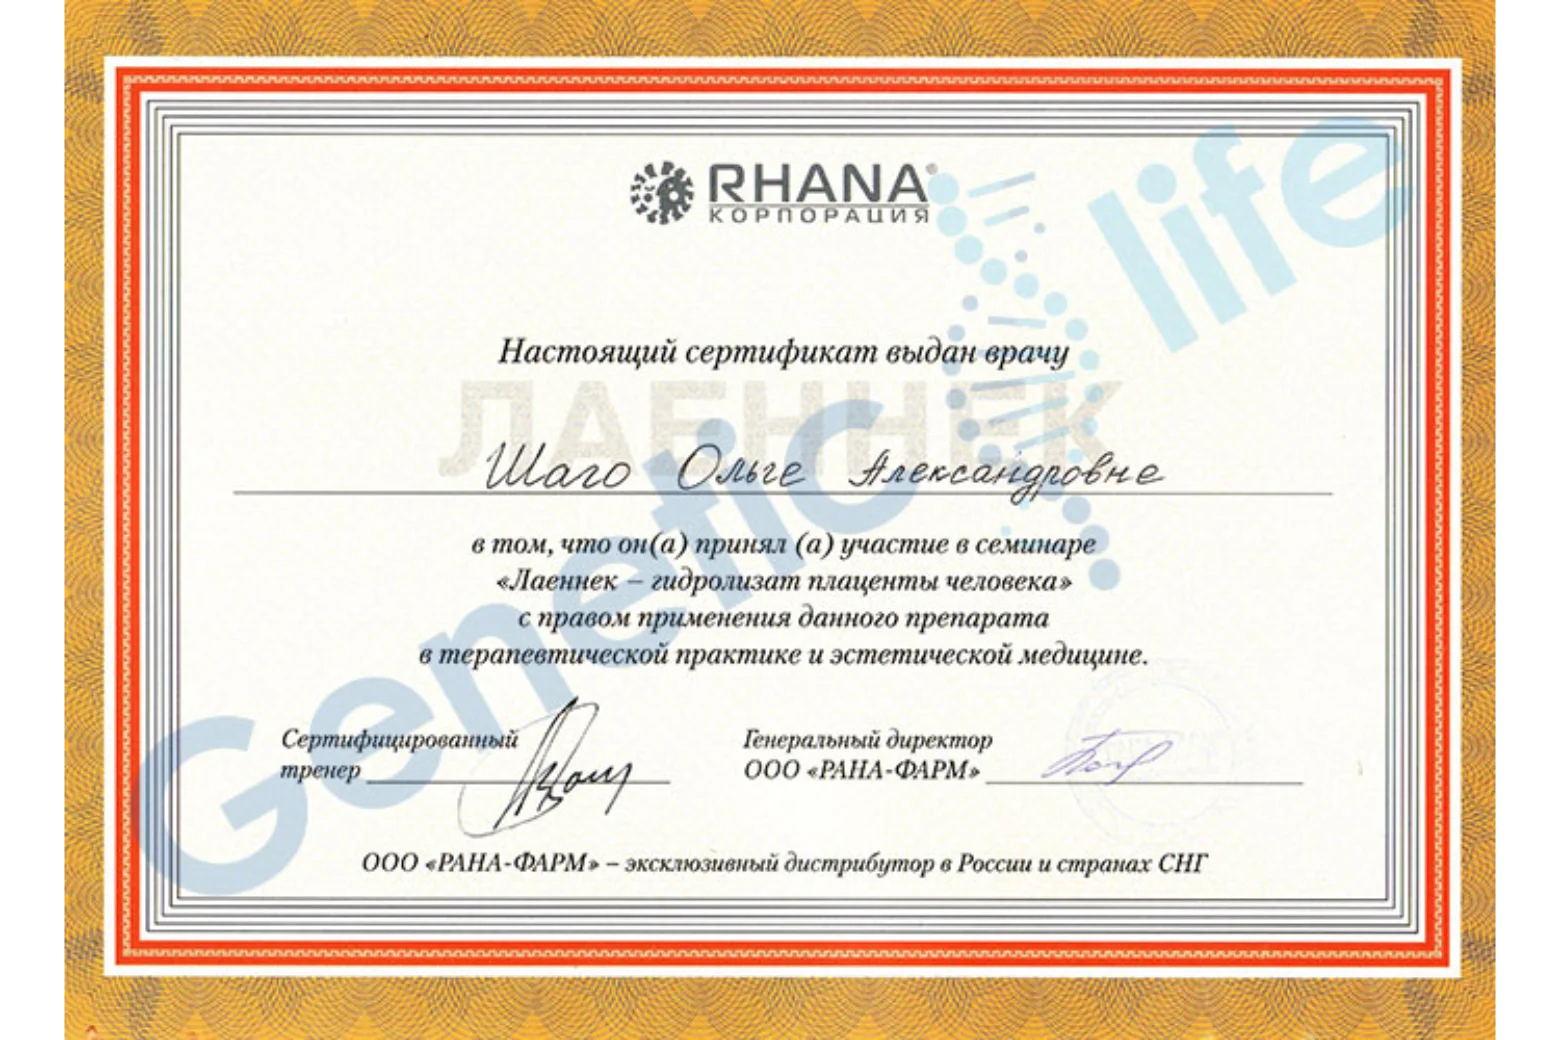 RHANA®
КОРПОРАЦИЯ
Настоящий сертификат выдан врачу
ЛАЕННЕК
Шаго Ольге Александровне
в том, что он(а) принял (а) участие в семинаре
«Лаеннек – гидролизат плаценты человека»
с правом применения данного препарата
в терапевтической практике и эстетической медицине.
Сертифицированный
тренер
Генеральный директор
ООО «РАНА-ФАРМ»
ООО «РАНА-ФАРМ» – эксклюзивный дистрибутор в России и странах СНГ
Genetic life